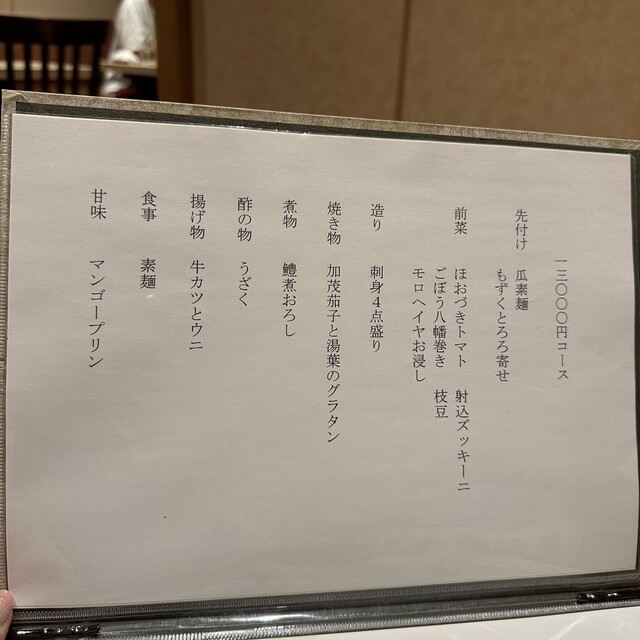 一三〇〇〇円コース
先付け 瓜素麺
もずくとろろ寄せ
前菜 ほおづきトマト 射込ズッキーニ
ごぼう八幡巻き 枝豆
モロヘイヤお浸し
造り 刺身４点盛り
焼き物 加茂茄子と湯葉のグラタン
煮物 鱧煮おろし
酢の物 うざく
揚げ物 牛カツとウニ
食事 素麺
甘味 マンゴープリン